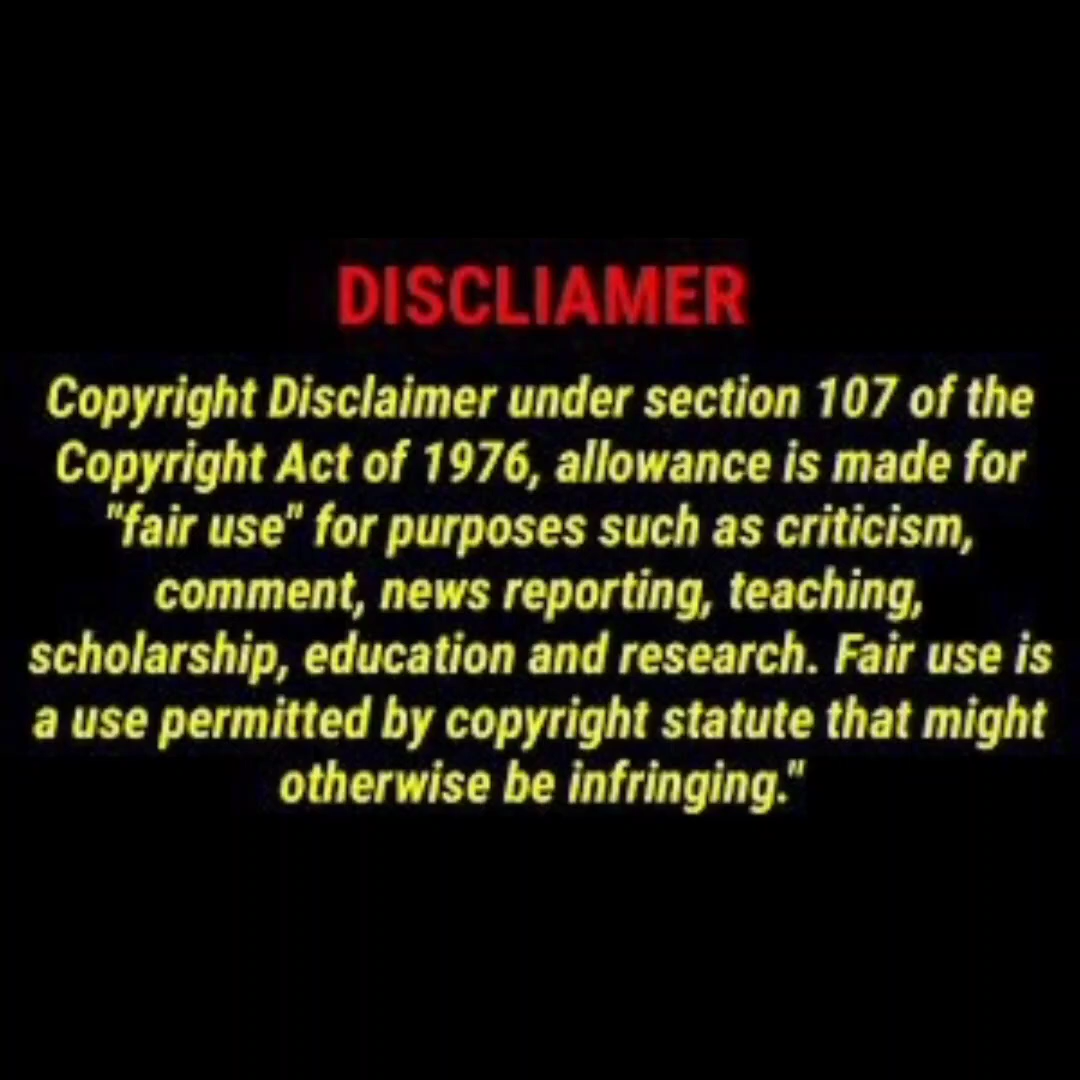 DISCLIAMER
Copyright Disclaimer under section 107 of the
Copyright Act of 1976, allowance is made for
"fair use" for purposes such as criticism,
comment, news reporting, teaching,
scholarship, education and research. Fair use is
a use permitted by copyright statute that might
otherwise be infringing."